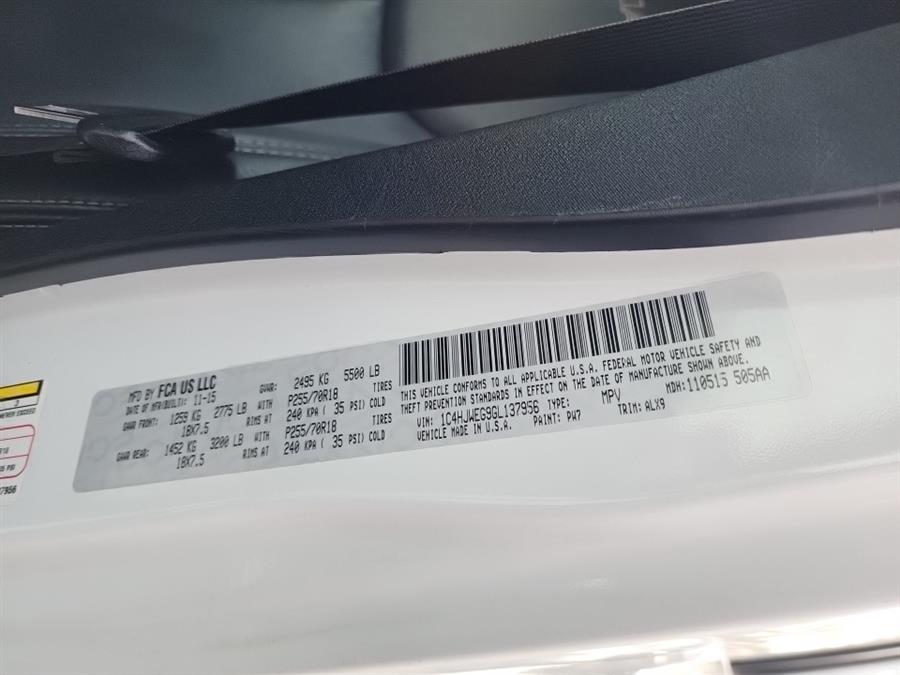 MFD BY FCA US LLC
DATE OF MFR(BUILT): 11-15 GVWR: 2495 KG 5500 LB
GAWR FRONT: 1259 KG 2775 LB WITH P255/70R18 TIRES
18X7.5 RIMS AT 240 KPA ( 35 PSI) COLD
GAWR REAR: 1452 KG 3200 LB WITH P255/70R18 TIRES
18X7.5 RIMS AT 240 KPA ( 35 PSI) COLD
THIS VEHICLE CONFORMS TO ALL APPLICABLE U.S.A. FEDERAL MOTOR VEHICLE SAFETY AND
THEFT PREVENTION STANDARDS IN EFFECT ON THE DATE OF MANUFACTURE SHOWN ABOVE.
VIN: 1C4HJWEG9GL137956 TYPE: MPV MDH:110515 505AA
VEHICLE MADE IN U.S.A. PAINT: PW7 TRIM: ALX9
3
7956